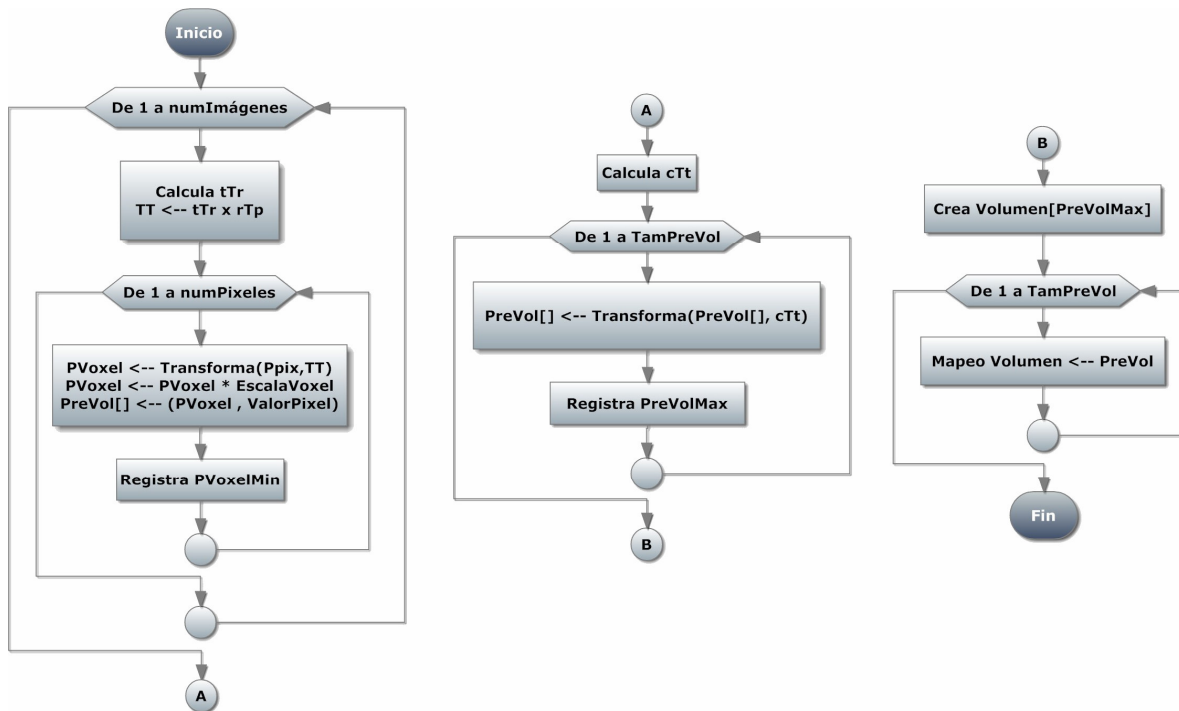 Inicio
De 1 a numImágenes
Calcula tTr
TT <-- tTr x rTp
De 1 a numPixeles
PVoxel <-- Transforma(Ppix,TT)
PVoxel <-- PVoxel * EscalaVoxel
PreVol[] <-- (PVoxel , ValorPixel)
Registra PVoxelMin
A
A
Calcula cTt
De 1 a TamPreVol
PreVol[] <-- Transforma(PreVol[], cTt)
Registra PreVolMax
B
B
Crea Volumen[PreVolMax]
De 1 a TamPreVol
Mapeo Volumen <-- PreVol
Fin